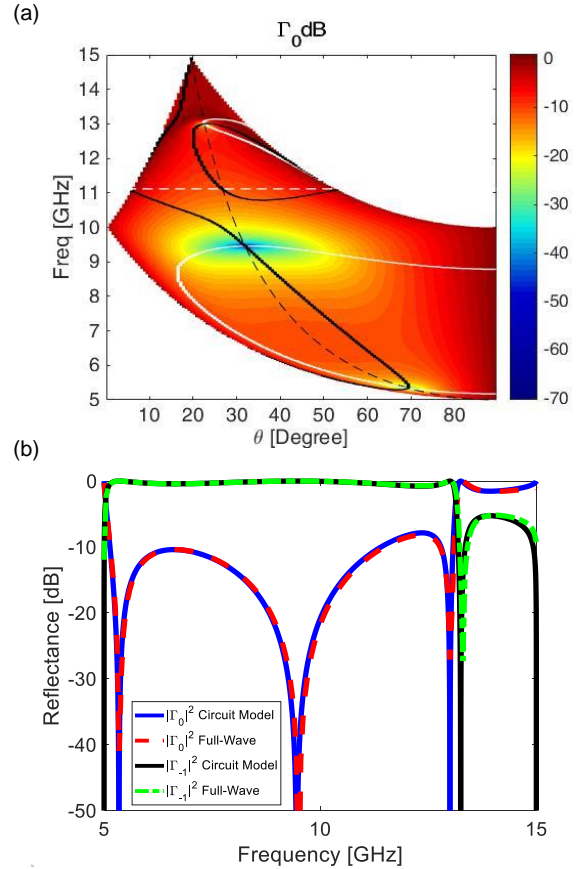 (a)
Γ₀dB
15
14
13
12
11
10
9
8
7
6
5
Freq [GHz]
10 20 30 40 50 60 70 80
θ [Degree]
0
-10
-20
-30
-40
-50
-60
-70
(b)
0
-10
-20
-30
-40
-50
Reflectance [dB]
|Γ₀|² Circuit Model
|Γ₀|² Full-Wave
|Γ₋₁|² Circuit Model
|Γ₋₁|² Full-Wave
5 10 15
Frequency [GHz]